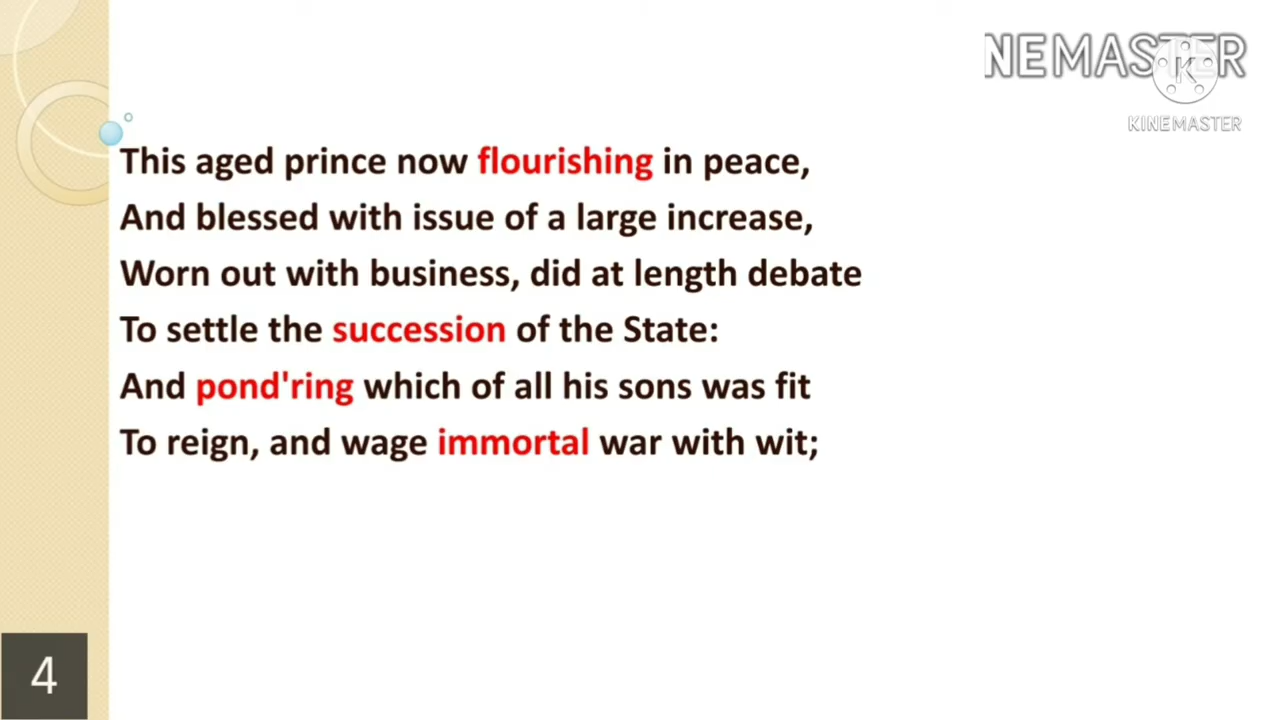 NEMASTER
KINEMASTER
This aged prince now flourishing in peace,
And blessed with issue of a large increase,
Worn out with business, did at length debate
To settle the succession of the State:
And pond'ring which of all his sons was fit
To reign, and wage immortal war with wit;
4